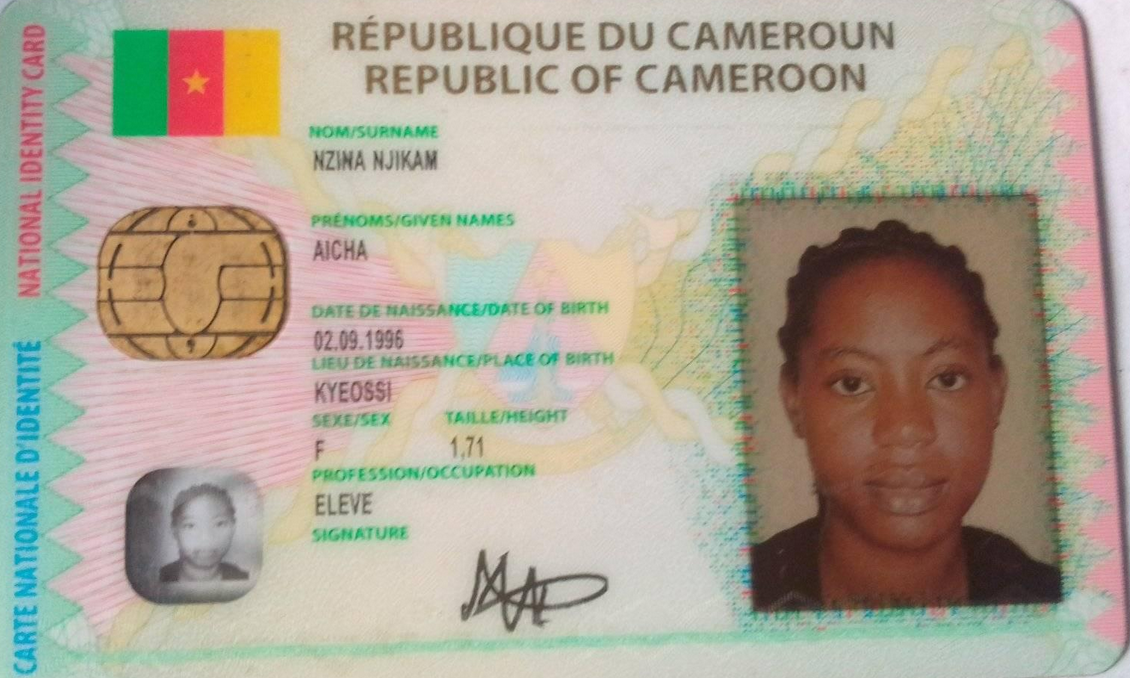 RÉPUBLIQUE DU CAMEROUN
REPUBLIC OF CAMEROON
NATIONAL IDENTITY CARD
CARTE NATIONALE D'IDENTITÉ
NOM/SURNAME
NZINA NJIKAM
PRÉNOMS/GIVEN NAMES
AICHA
DATE DE NAISSANCE/DATE OF BIRTH
02.09.1996
LIEU DE NAISSANCE/PLACE OF BIRTH
KYEOSSI
SEXE/SEX TAILLE/HEIGHT
F 1,71
PROFESSION/OCCUPATION
ELEVE
SIGNATURE